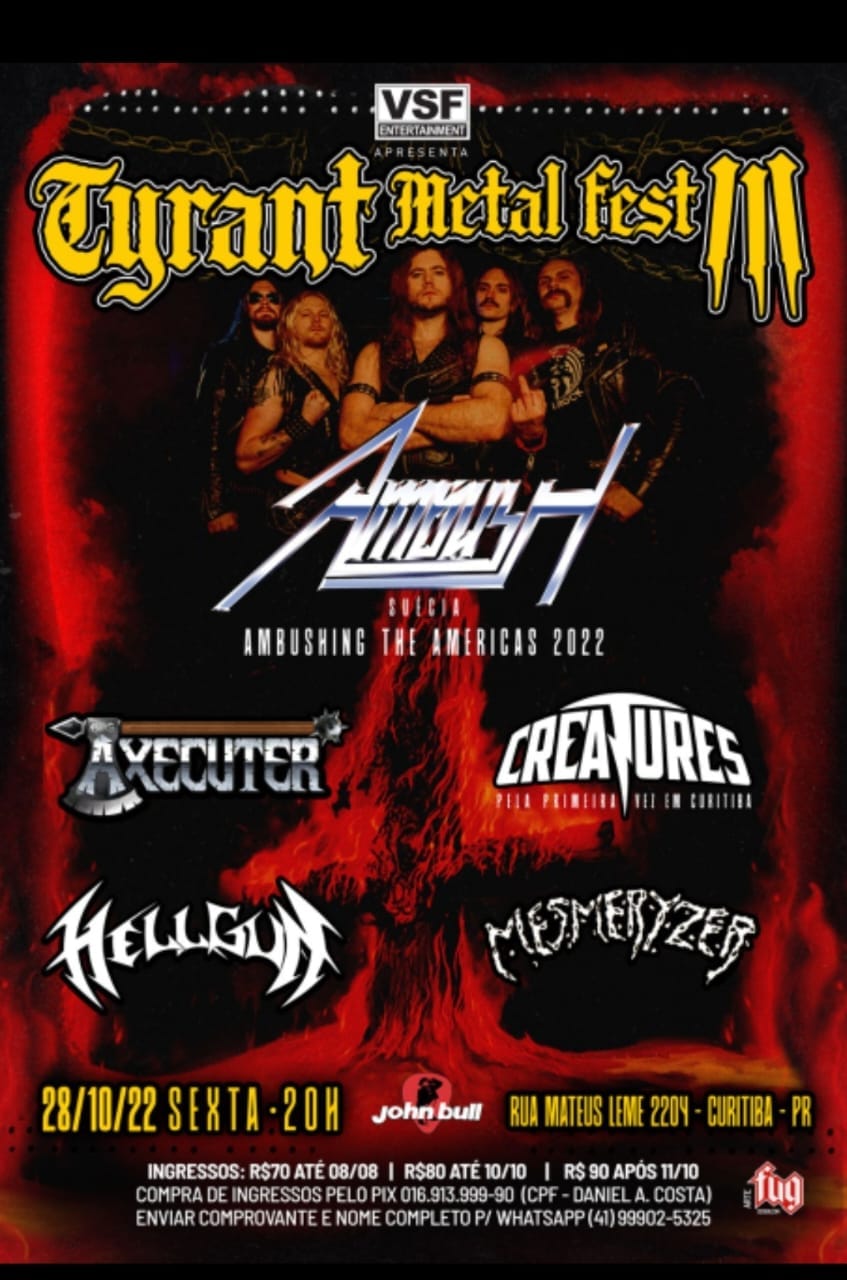 VSF
ENTERTAINMENT
APRESENTA
Tyrant Metal Fest III
AMBUSH
SUÉCIA
AMBUSHING THE AMERICAS 2022
AXECUTER
CREATURES
PELA PRIMEIRA VEZ EM CURITIBA
HELLGUN
MESMERYZER
28/10/22 SEXTA · 20H
john bull
RUA MATEUS LEME 2204 - CURITIBA - PR
INGRESSOS: R$70 ATÉ 08/08 | R$80 ATÉ 10/10 | R$ 90 APÓS 11/10
COMPRA DE INGRESSOS PELO PIX 016.913.999-90 (CPF - DANIEL A. COSTA)
ENVIAR COMPROVANTE E NOME COMPLETO P/ WHATSAPP (41) 99902-5325
ARTE
fug